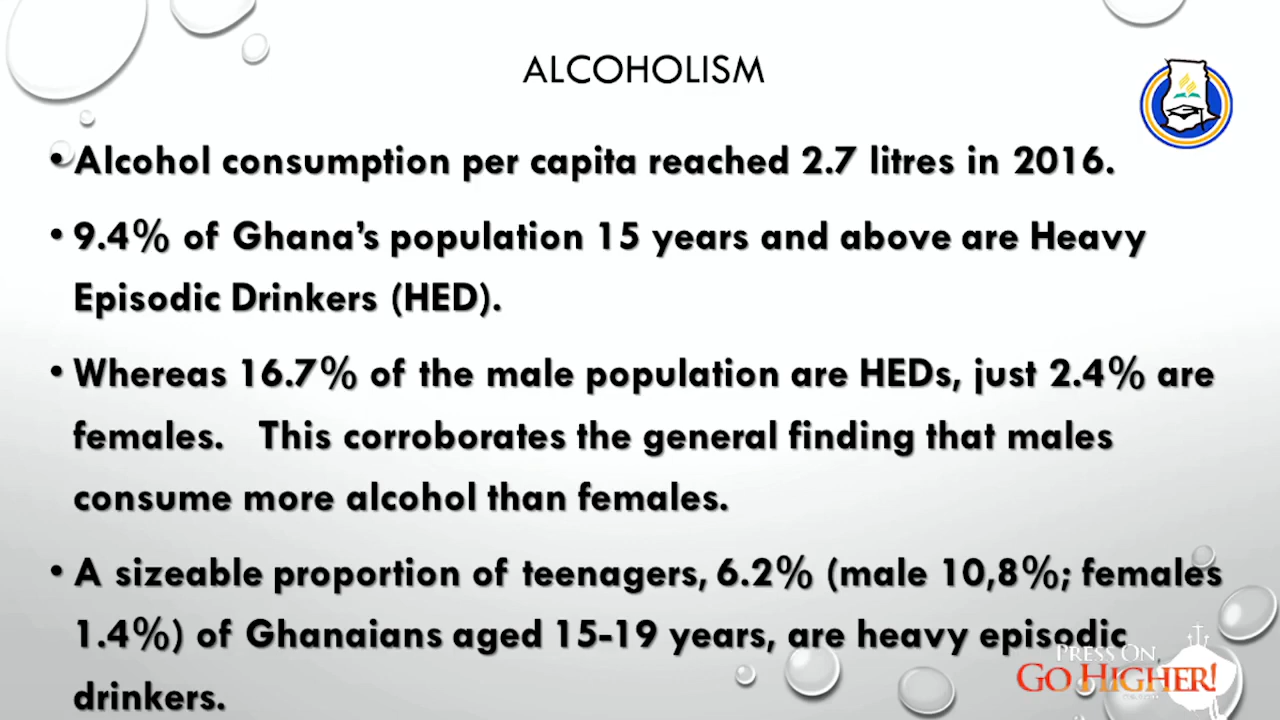 ALCOHOLISM
• Alcohol consumption per capita reached 2.7 litres in 2016.
• 9.4% of Ghana’s population 15 years and above are Heavy
Episodic Drinkers (HED).
• Whereas 16.7% of the male population are HEDs, just 2.4% are
females. This corroborates the general finding that males
consume more alcohol than females.
• A sizeable proportion of teenagers, 6.2% (male 10,8%; females
1.4%) of Ghanaians aged 15-19 years, are heavy episodic
drinkers.
PRESS ON,
GO HIGHER!